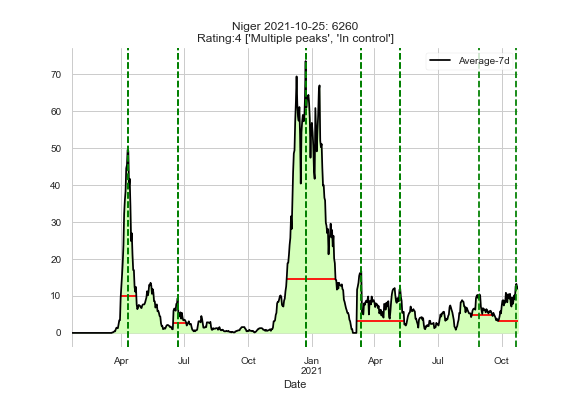 Niger 2021-10-25: 6260
Rating:4 ['Multiple peaks', 'In control']
Average-7d
70
60
50
40
30
20
10
0
Apr Jul Oct Jan Apr Jul Oct
2021
Date